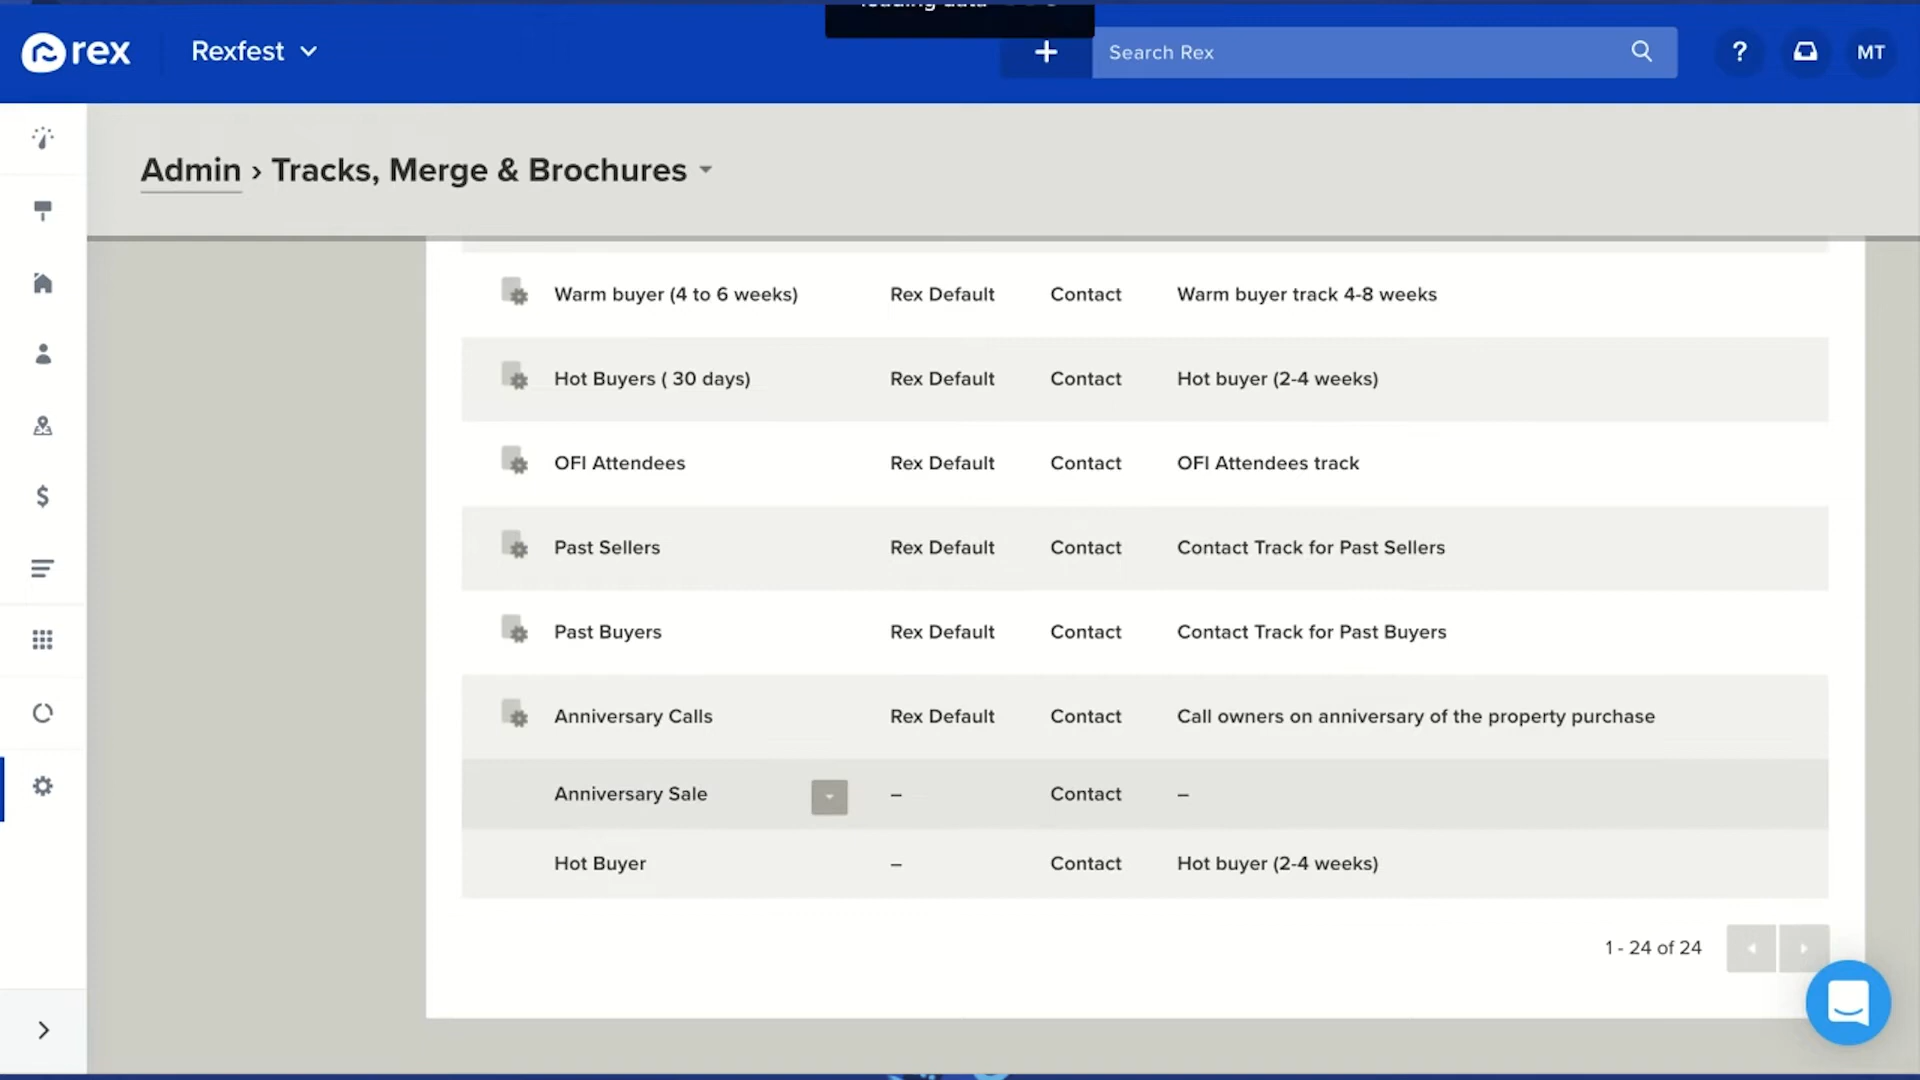 rex
Rexfest
Search Rex
?
MT
Admin › Tracks, Merge & Brochures
Warm buyer (4 to 6 weeks) Rex Default Contact Warm buyer track 4-8 weeks
Hot Buyers ( 30 days) Rex Default Contact Hot buyer (2-4 weeks)
OFI Attendees Rex Default Contact OFI Attendees track
Past Sellers Rex Default Contact Contact Track for Past Sellers
Past Buyers Rex Default Contact Contact Track for Past Buyers
Anniversary Calls Rex Default Contact Call owners on anniversary of the property purchase
Anniversary Sale – Contact –
Hot Buyer – Contact Hot buyer (2-4 weeks)
1 - 24 of 24